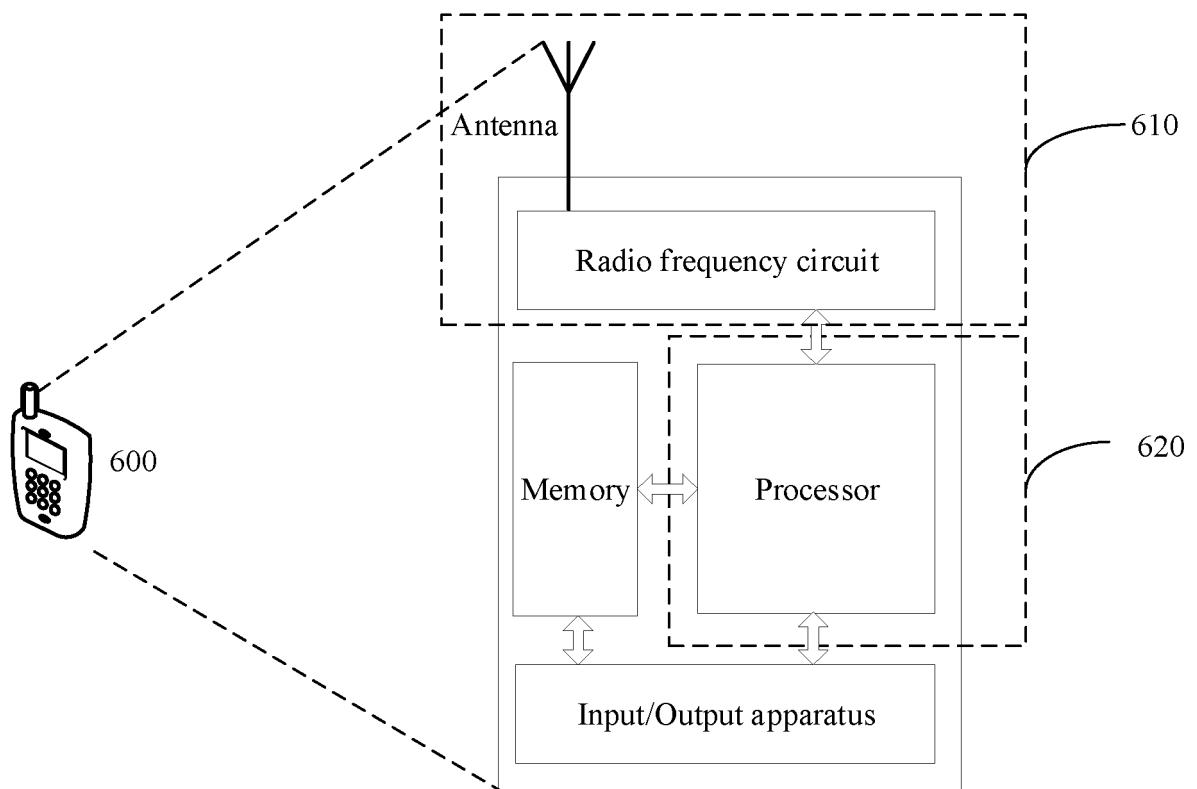 Antenna
610
Radio frequency circuit
600
Memory
Processor
620
Input/Output apparatus